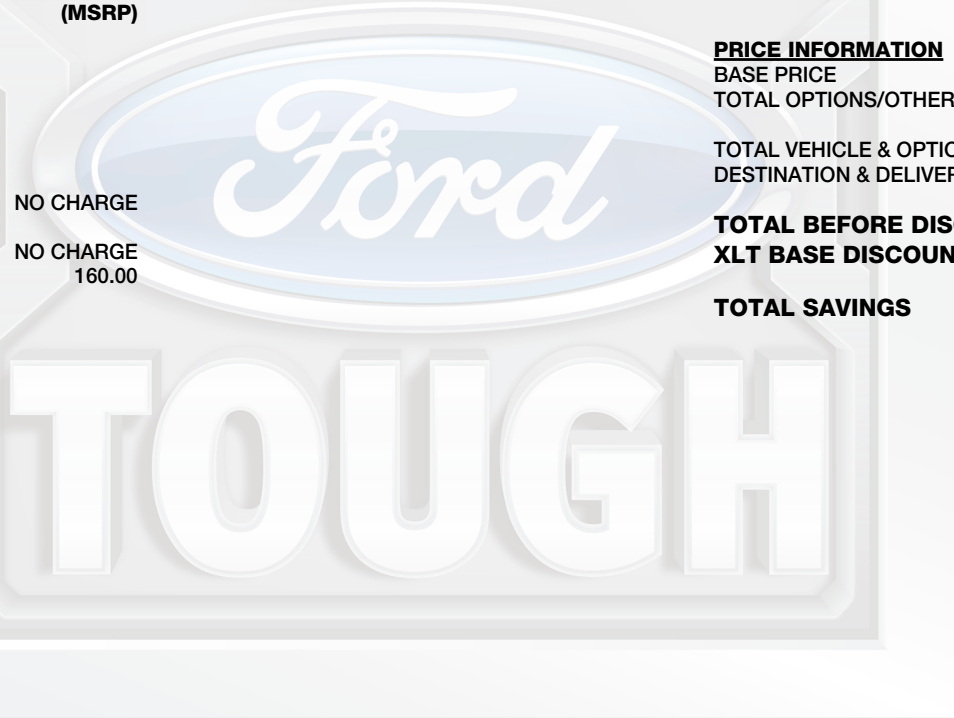 (MSRP)
NO CHARGE
NO CHARGE
160.00
PRICE INFORMATION
BASE PRICE
TOTAL OPTIONS/OTHER
TOTAL VEHICLE & OPTIO
DESTINATION & DELIVER
TOTAL BEFORE DIS
XLT BASE DISCOUN
TOTAL SAVINGS
Ford
TOUGH